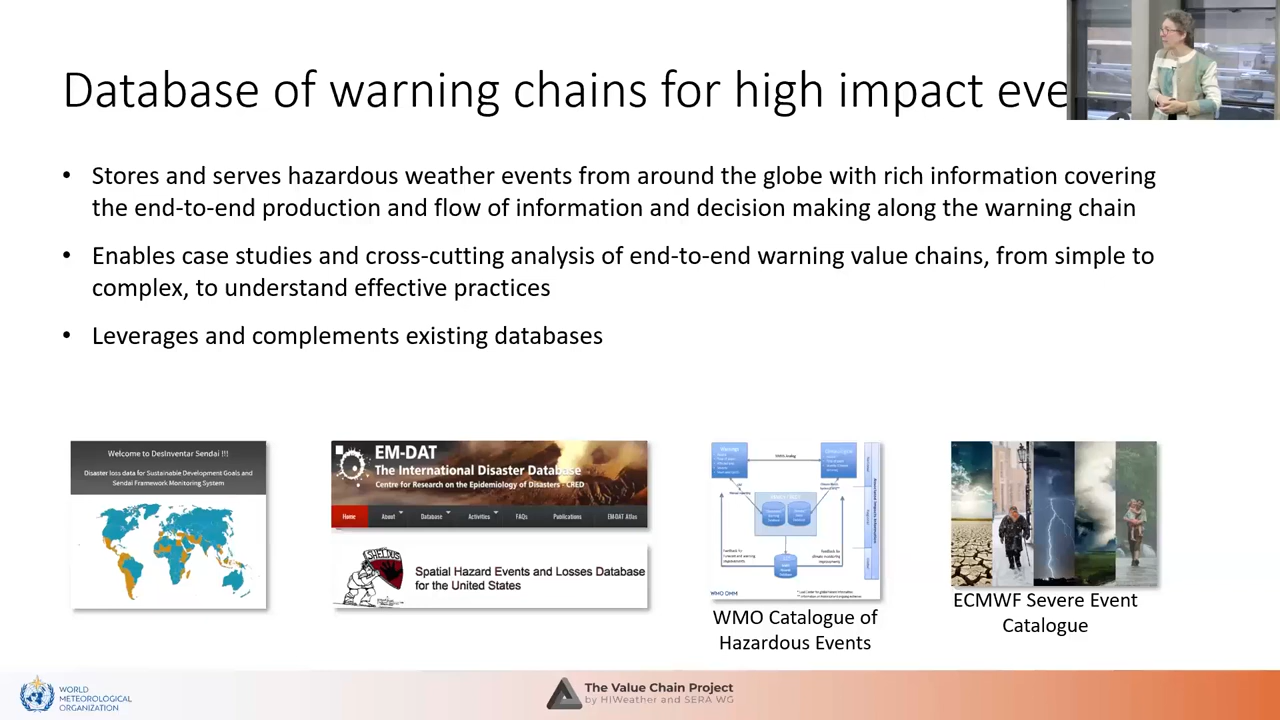 Database of warning chains for high impact eve
• Stores and serves hazardous weather events from around the globe with rich information covering
the end-to-end production and flow of information and decision making along the warning chain
• Enables case studies and cross-cutting analysis of end-to-end warning value chains, from simple to
complex, to understand effective practices
• Leverages and complements existing databases
Welcome to DesInventar Sendai !!!
Disaster loss data for Sustainable Development Goals and
Sendai Framework Monitoring System
EM-DAT
The International Disaster Database
Centre for Research on the Epidemiology of Disasters - CRED
Home About Database Activities FAQs Publications EM-DAT Atlas
SHELDUS
Spatial Hazard Events and Losses Database
for the United States
WMO OMM
WMO Catalogue of
Hazardous Events
ECMWF Severe Event
Catalogue
WORLD
METEOROLOGICAL
ORGANIZATION
The Value Chain Project
by HIWeather and SERA WG